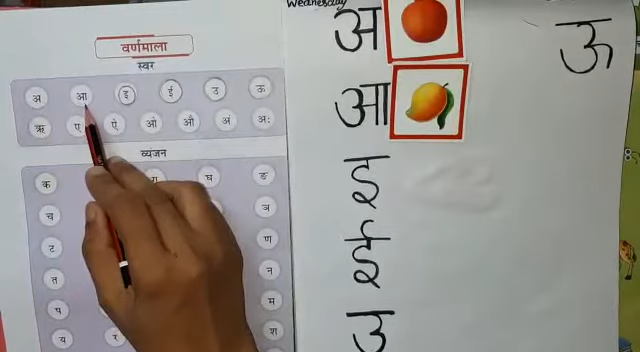 वर्णमाला
स्वर
अ आ इ ई उ ऊ
ऋ ए ऐ ओ औ अं अः
व्यंजन
क ग घ ङ
च ञ
ट ण
त न
प म
य र श
Wednesday
अ
आ
इ
ई
उ
ऊ